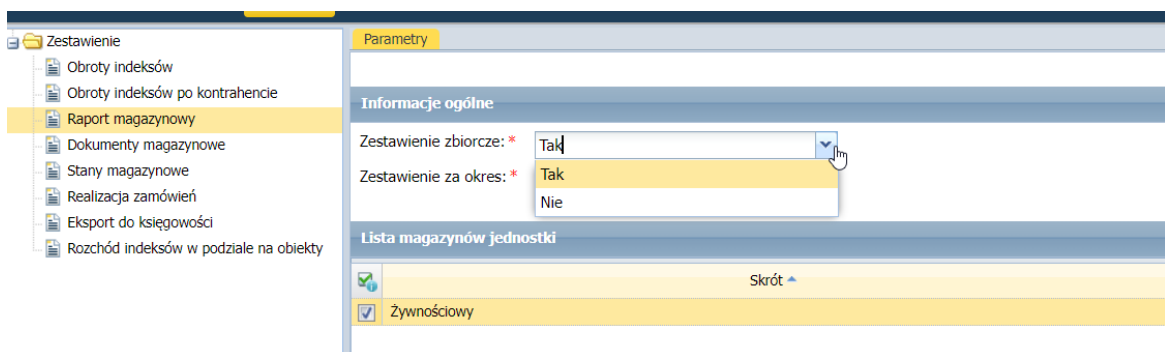 Zestawienie
Obroty indeksów
Obroty indeksów po kontrahencie
Raport magazynowy
Dokumenty magazynowe
Stany magazynowe
Realizacja zamówień
Eksport do księgowości
Rozchód indeksów w podziale na obiekty
Parametry
Informacje ogólne
Zestawienie zbiorcze: * Tak
Zestawienie za okres: * Tak
Nie
Lista magazynów jednostki
Skrót
Żywnościowy